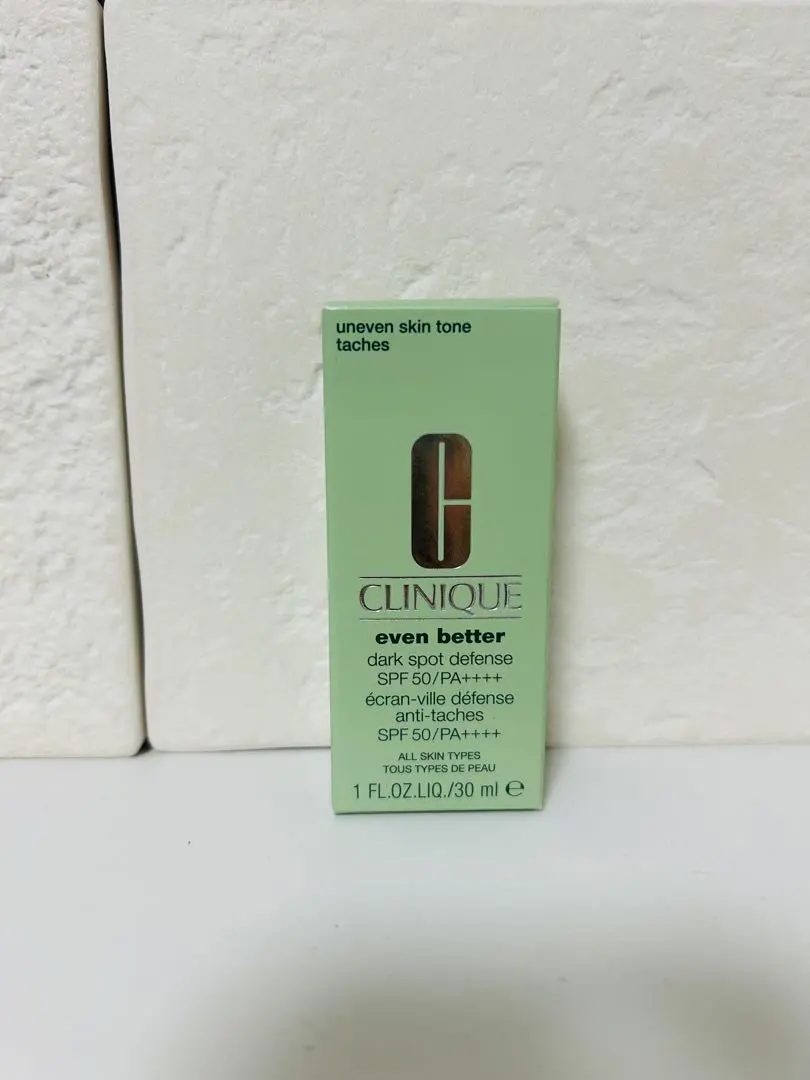 uneven skin tone
taches
CLINIQUE
even better
dark spot defense
SPF 50/PA++++
écran-ville défense
anti-taches
SPF 50/PA++++
ALL SKIN TYPES
TOUS TYPES DE PEAU
1 FL.OZ.LIQ./30 ml ℮